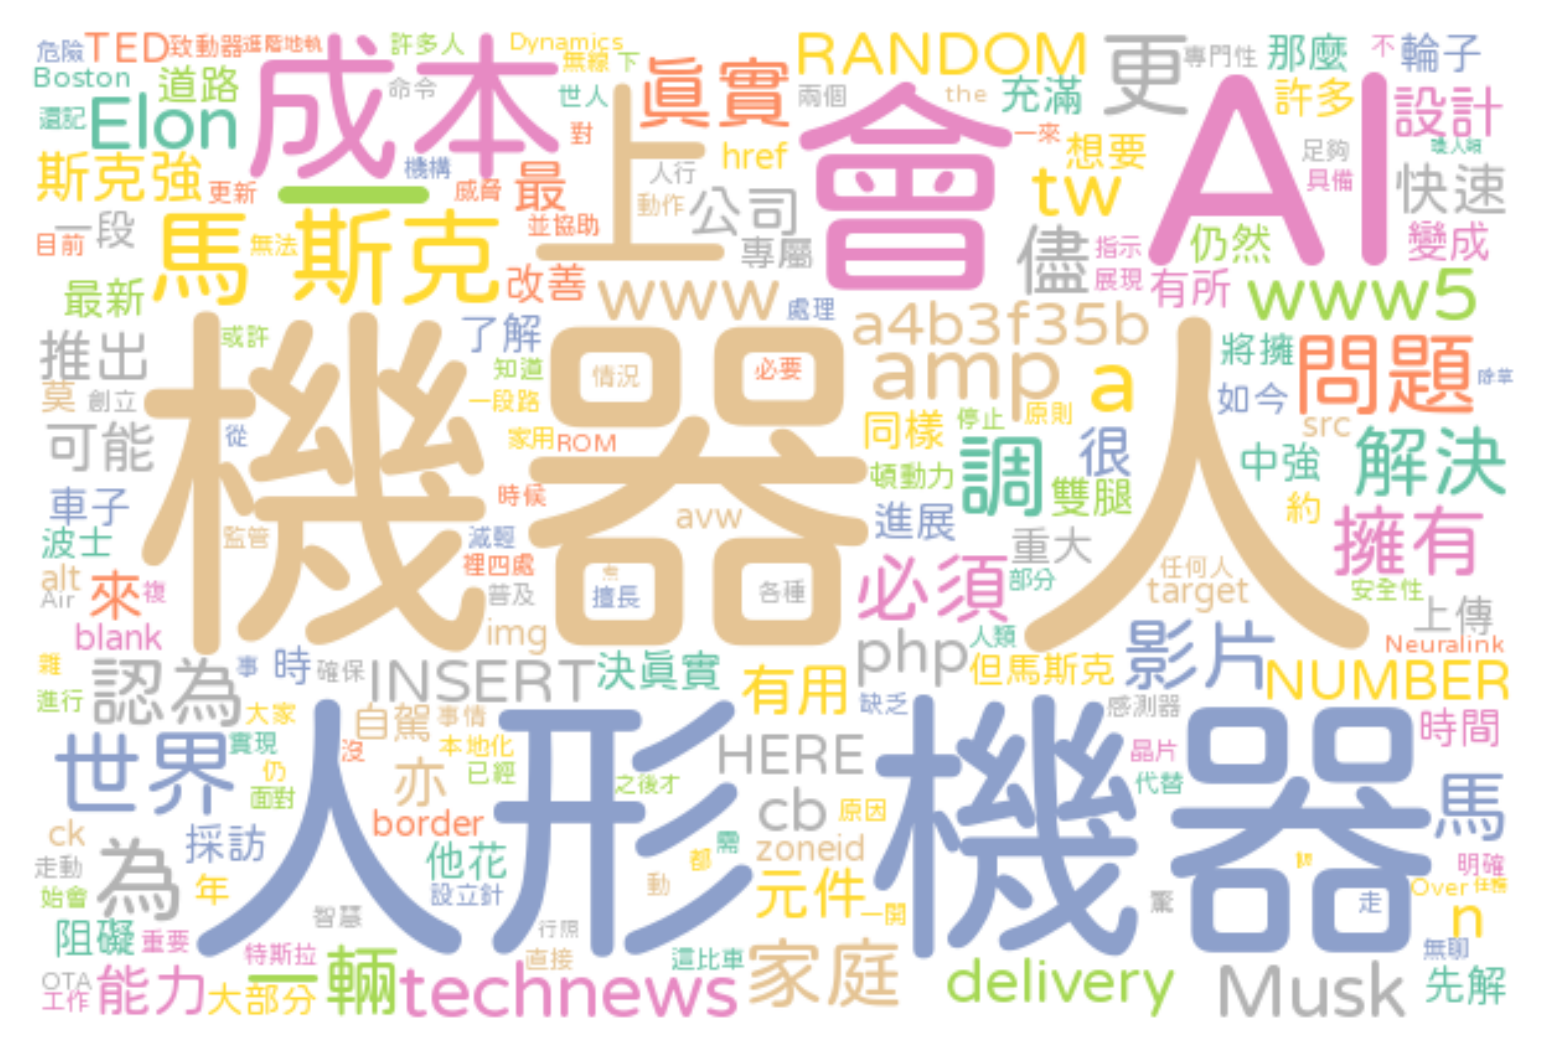 危險
TED
致動器
進階地軌
許多人
Dynamics
無線
下
RANDOM
更
專門性
那麼
不
輪子
Boston
道路
成本
命令
世人
真實
兩個
the
充滿
許多
設計
還記
Elon
對
上
會
AI
一來
想要
足夠
斯克強
更新
機構
威脅
最
人行
href
tw
具備
快速
一
一段
目前
馬
無法
斯克
並協助
動作
公司
專屬
儘
指示
仍然
變成
最新
改善
www
處理
展現
有所
www5
推出
或許
了解
知道
a4b3f35b
將擁
問題
莫
創立
情況
必要
amp
a
如今
除草
可能
從
一段路
家用
ROM
同樣
停止
原則
src
機器人
車子
時候
頓動力
調
很
雙腿
中強
解決
約
波士
監管
減輕
avw
進展
重大
擁有
alt
Air
來
複
裡四處
普及
擅長
各種
必須
部分
任何人
target
安全性
上傳
blank
img
php
人類
影片
Neuralink
雜
認為
事
時
確保
INSERT
決真實
有用
但馬斯克
NUMBER
進行
大家
自駕
事情
缺乏
感測器
時間
世界
實現
沒
本地化
HERE
晶片
仍
面對
亦
已經
之後才
代替
人形機器
馬
ck
採訪
border
cb
原因
走動
為
他花
需
都
zoneid
明確
始會
年
設立針
動
元件
一開
走
Over
n
阻礙
重要
智慧
行照
無聊
特斯拉
直接
這比車
家庭
OTA
工作
能力
大部分
一輛
technews
delivery
Musk
先解